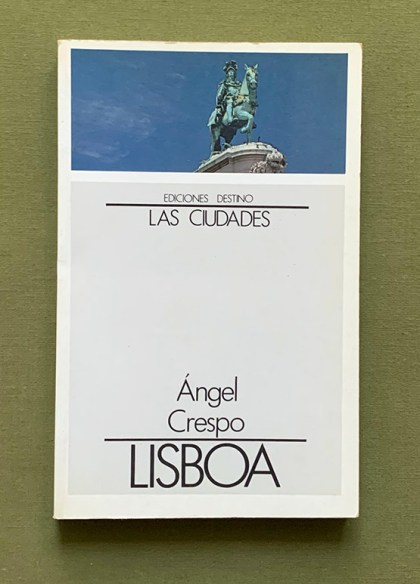 EDICIONES DESTINO
LAS CIUDADES
Ángel
Crespo
LISBOA